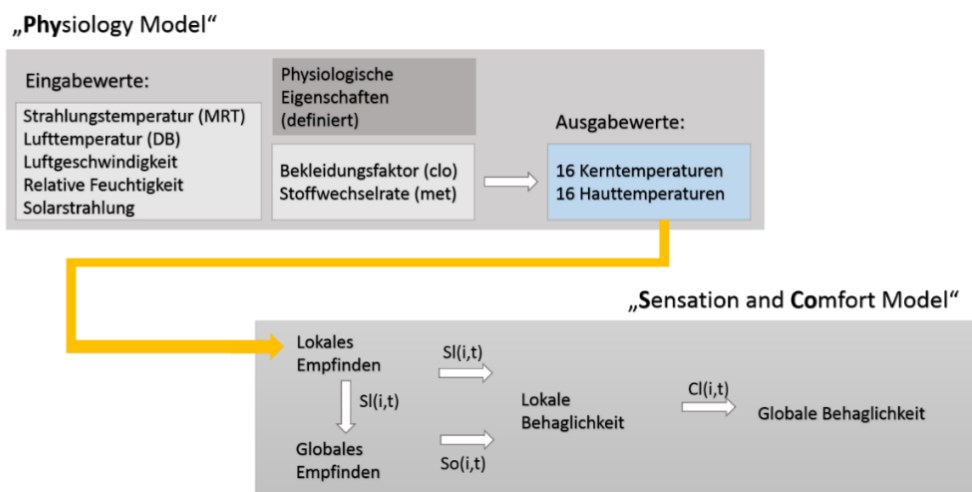 „Physiology Model“
Eingabewerte:
Strahlungstemperatur (MRT)
Lufttemperatur (DB)
Luftgeschwindigkeit
Relative Feuchtigkeit
Solarstrahlung
Physiologische
Eigenschaften
(definiert)
Bekleidungsfaktor (clo)
Stoffwechselrate (met)
Ausgabewerte:
16 Kerntemperaturen
16 Hauttemperaturen
„Sensation and Comfort Model“
Lokales
Empfinden
Sl(i,t)
Sl(i,t)
Globales
Empfinden
So(i,t)
Lokale
Behaglichkeit
Cl(i,t)
Globale Behaglichkeit